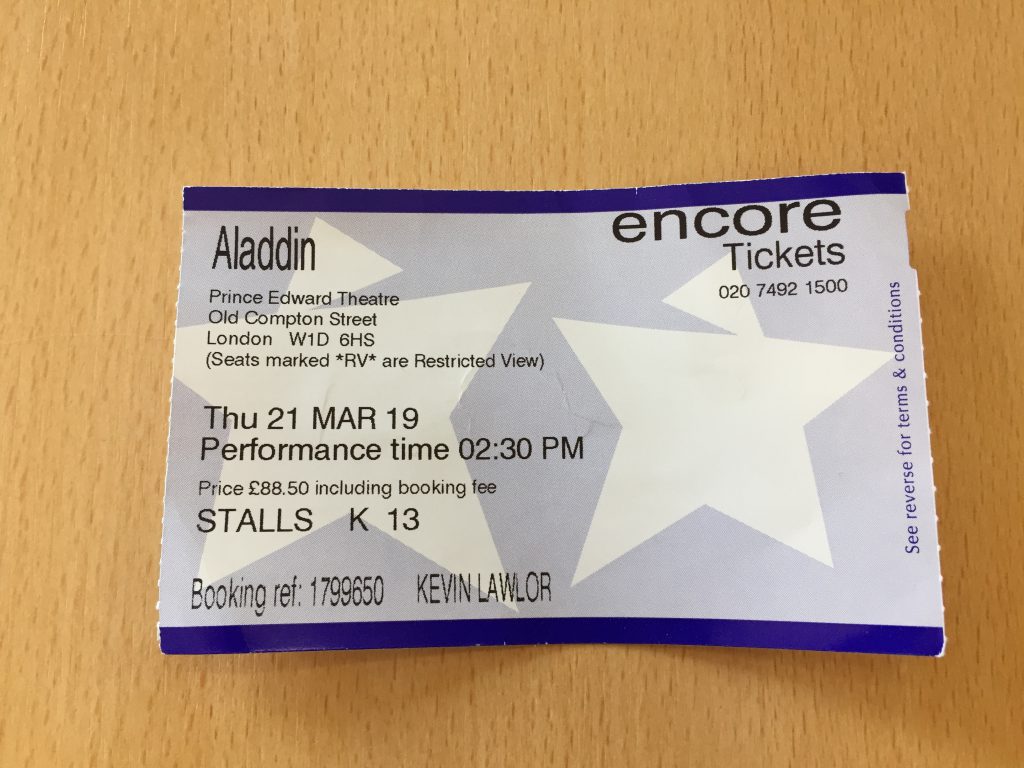 Aladdin
Prince Edward Theatre
Old Compton Street
London W1D 6HS
(Seats marked *RV* are Restricted View)
Thu 21 MAR 19
Performance time 02:30 PM
Price £88.50 including booking fee
STALLS K 13
Booking ref: 1799650 KEVIN LAWLOR
encore
Tickets
020 7492 1500
See reverse for terms & conditions